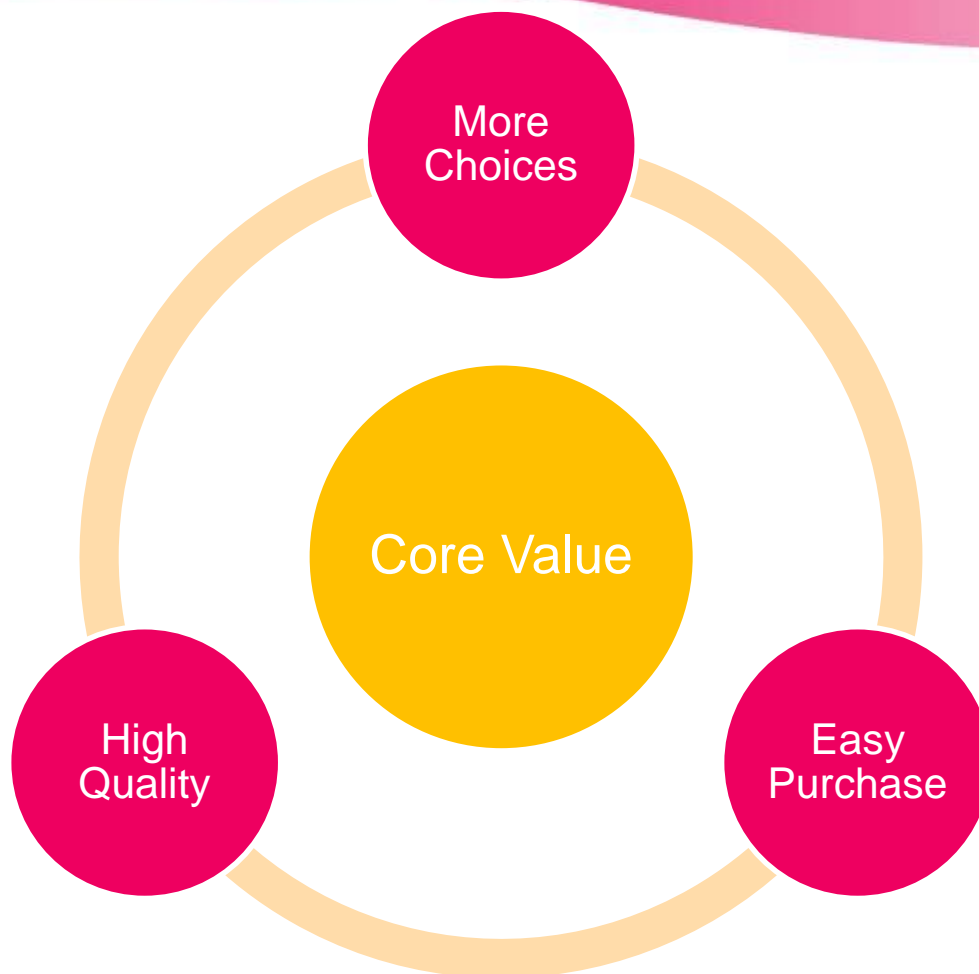 More
Choices
Core Value
High
Quality
Easy
Purchase